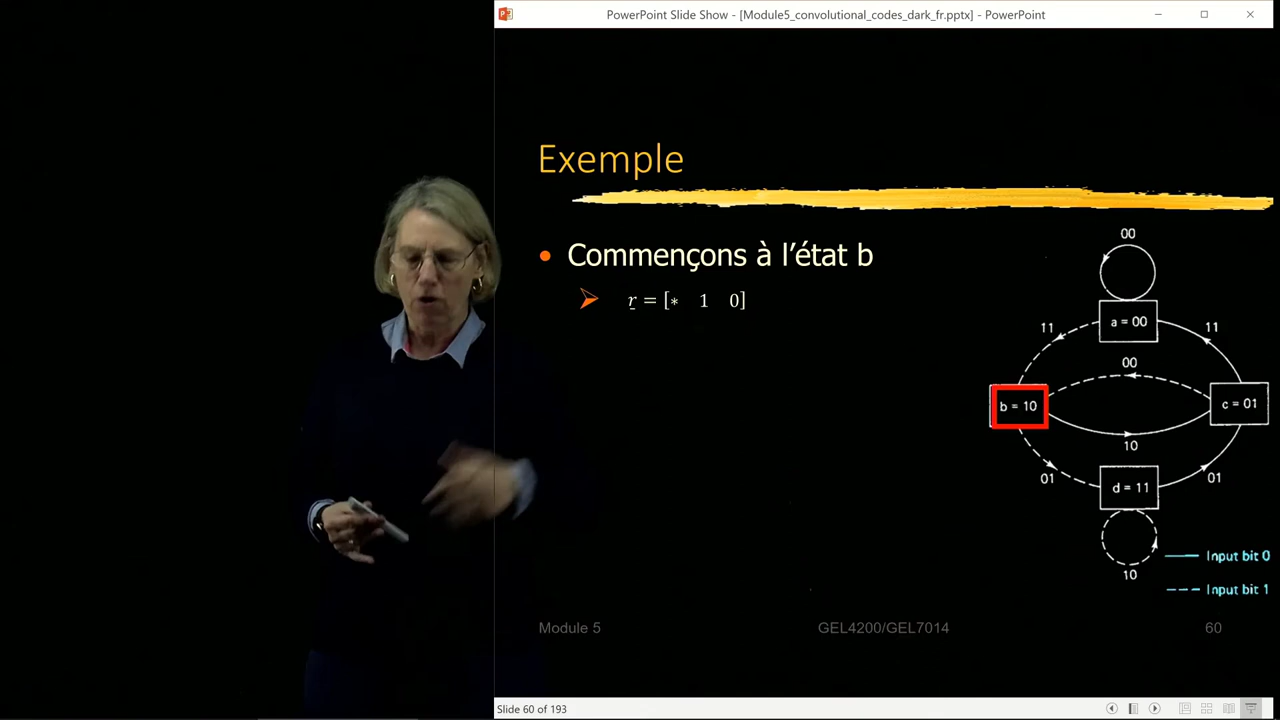 PowerPoint Slide Show - [Module5_convolutional_codes_dark_fr.pptx] - PowerPoint
Exemple
• Commençons à l'état b
r = [* 1 0]
00
a = 00
11
11
00
b = 10
c = 01
10
01
01
d = 11
10
Input bit 0
Input bit 1
Module 5
GEL4200/GEL7014
60
Slide 60 of 193